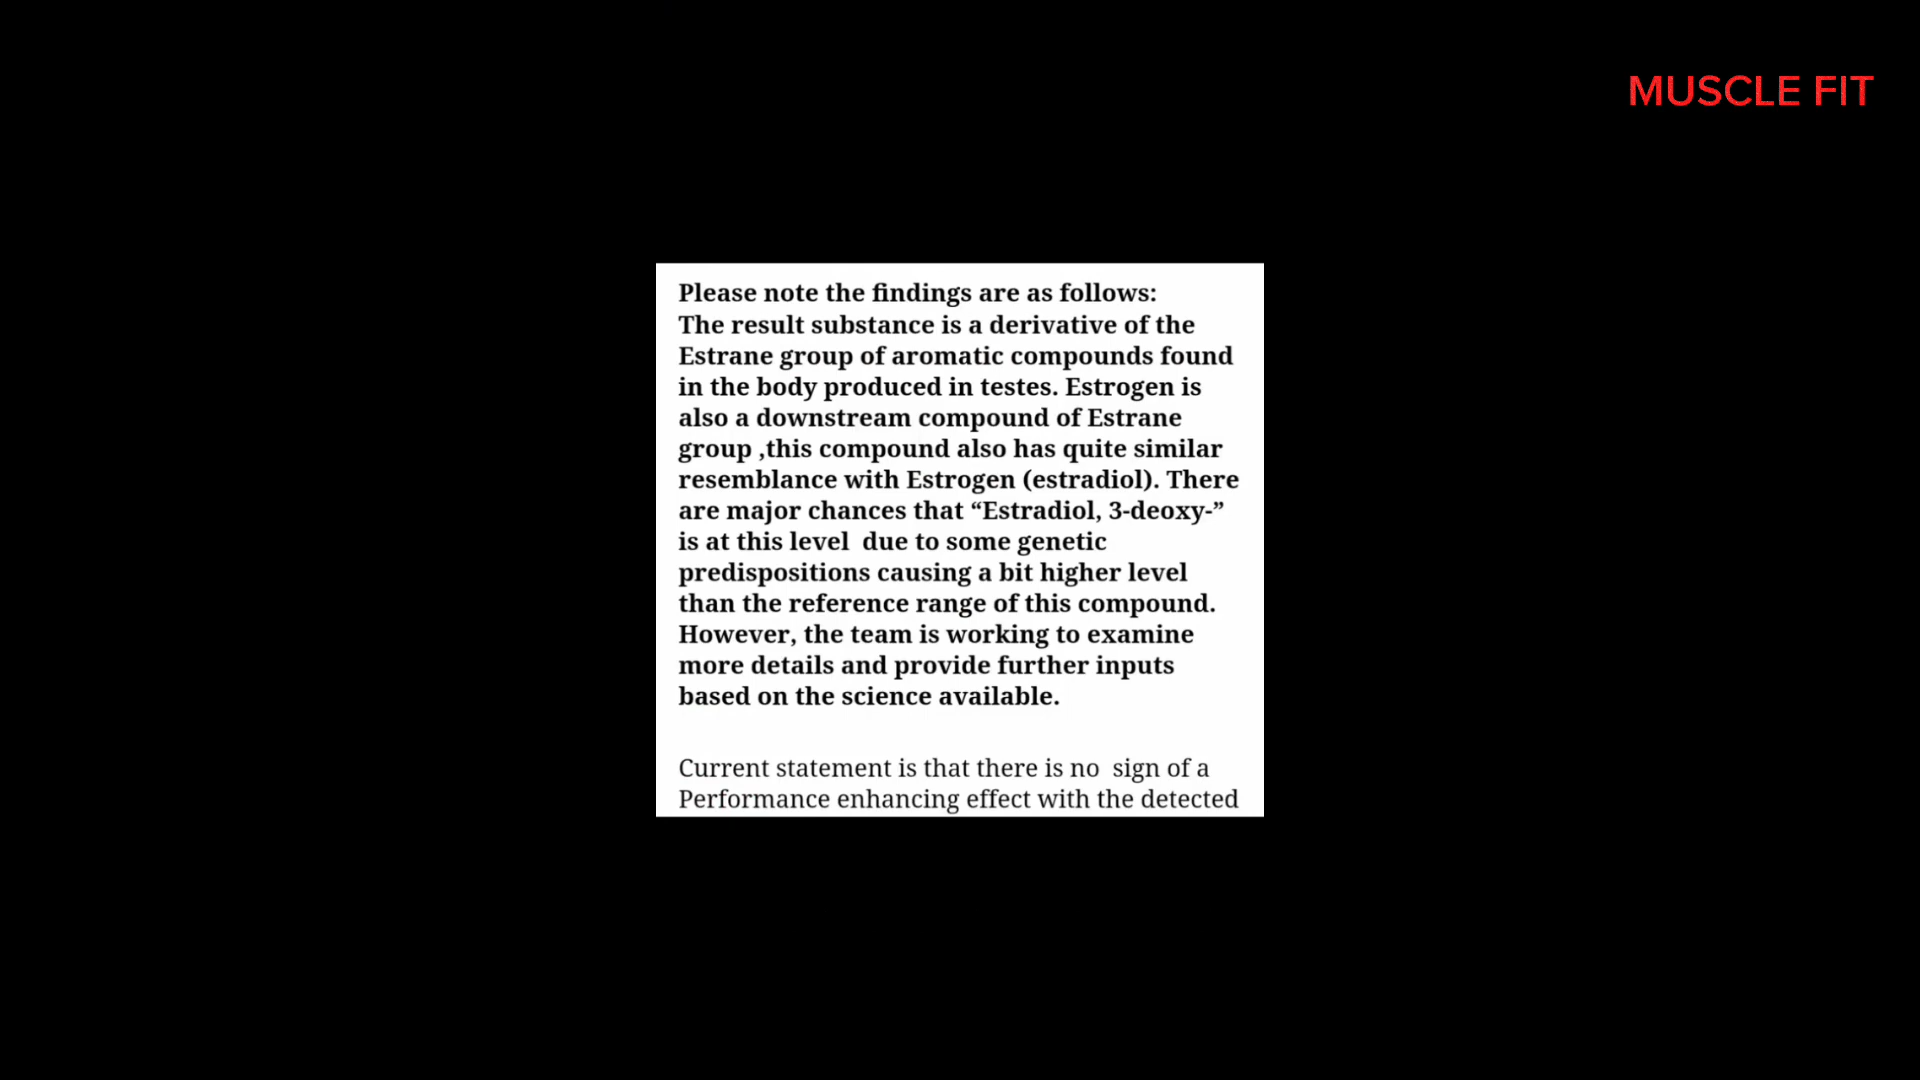 MUSCLE FIT
Please note the findings are as follows:
The result substance is a derivative of the
Estrane group of aromatic compounds found
in the body produced in testes. Estrogen is
also a downstream compound of Estrane
group ,this compound also has quite similar
resemblance with Estrogen (estradiol). There
are major chances that “Estradiol, 3-deoxy-”
is at this level  due to some genetic
predispositions causing a bit higher level
than the reference range of this compound.
However, the team is working to examine
more details and provide further inputs
based on the science available.
Current statement is that there is no  sign of a
Performance enhancing effect with the detected